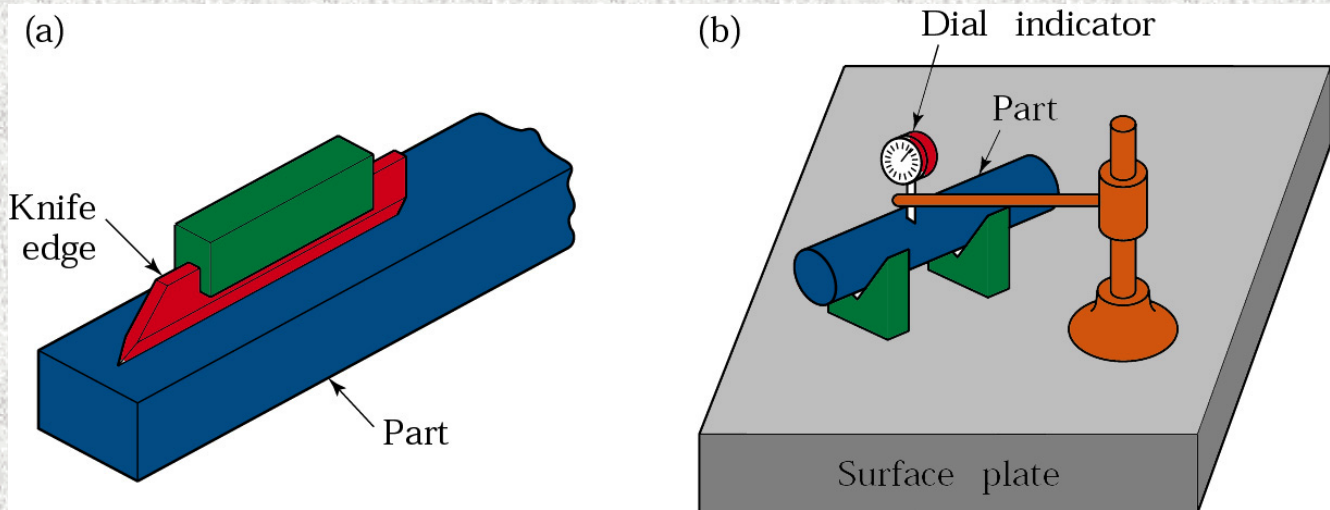 (a)
Knife
edge
Part
(b)
Dial indicator
Part
Surface plate